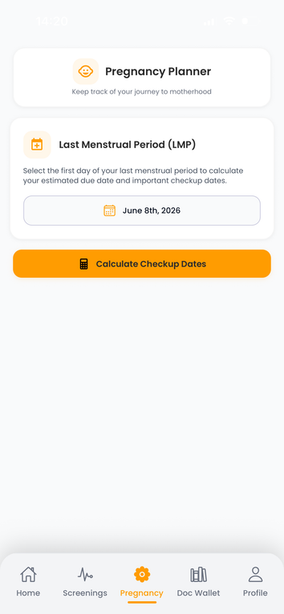 14:20
Pregnancy Planner
Keep track of your journey to motherhood
Last Menstrual Period (LMP)
Select the first day of your last menstrual period to calculate
your estimated due date and important checkup dates.
June 8th, 2026
Calculate Checkup Dates
Home
Screenings
Pregnancy
Doc Wallet
Profile